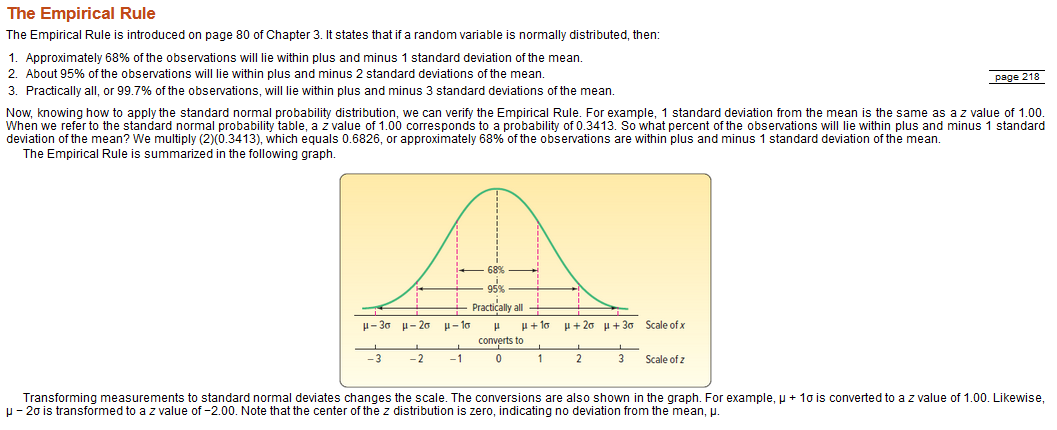 The Empirical Rule
The Empirical Rule is introduced on page 80 of Chapter 3. It states that if a random variable is normally distributed, then:
1. Approximately 68% of the observations will lie within plus and minus 1 standard deviation of the mean.
2. About 95% of the observations will lie within plus and minus 2 standard deviations of the mean.
page 218
3. Practically all, or 99.7% of the observations, will lie within plus and minus 3 standard deviations of the mean.
Now, knowing how to apply the standard normal probability distribution, we can verify the Empirical Rule. For example, 1 standard deviation from the mean is the same as a z value of 1.00.
When we refer to the standard normal probability table, a z value of 1.00 corresponds to a probability of 0.3413. So what percent of the observations will lie within plus and minus 1 standard
deviation of the mean? We multiply (2)(0.3413), which equals 0.6826, or approximately 68% of the observations are within plus and minus 1 standard deviation of the mean.
The Empirical Rule is summarized in the following graph.
68%
95%
Practically all
μ – 3σ μ – 2σ μ – 1σ μ μ + 1σ μ + 2σ μ + 3σ Scale of x
converts to
–3 –2 –1 0 1 2 3 Scale of z
Transforming measurements to standard normal deviates changes the scale. The conversions are also shown in the graph. For example, μ + 1σ is converted to a z value of 1.00. Likewise,
μ – 2σ is transformed to a z value of –2.00. Note that the center of the z distribution is zero, indicating no deviation from the mean, μ.